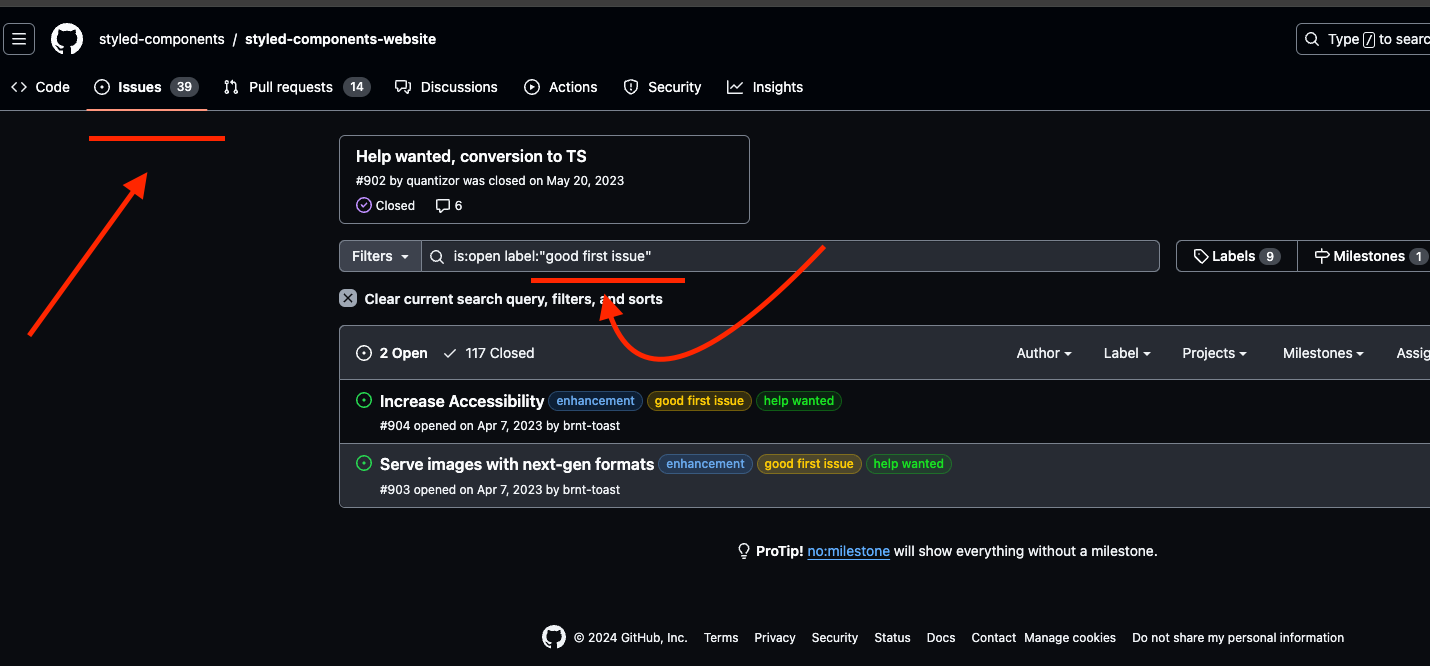 styled-components / styled-components-website
Type / to searc
Code Issues 39 Pull requests 14 Discussions Actions Security Insights
Help wanted, conversion to TS
#902 by quantizor was closed on May 20, 2023
Closed 6
Filters is:open label:"good first issue" Labels 9 Milestones 1
Clear current search query, filters, and sorts
2 Open 117 Closed Author Label Projects Milestones Assig
Increase Accessibility enhancement good first issue help wanted
#904 opened on Apr 7, 2023 by brnt-toast
Serve images with next-gen formats enhancement good first issue help wanted
#903 opened on Apr 7, 2023 by brnt-toast
ProTip! no:milestone will show everything without a milestone.
© 2024 GitHub, Inc. Terms Privacy Security Status Docs Contact Manage cookies Do not share my personal information